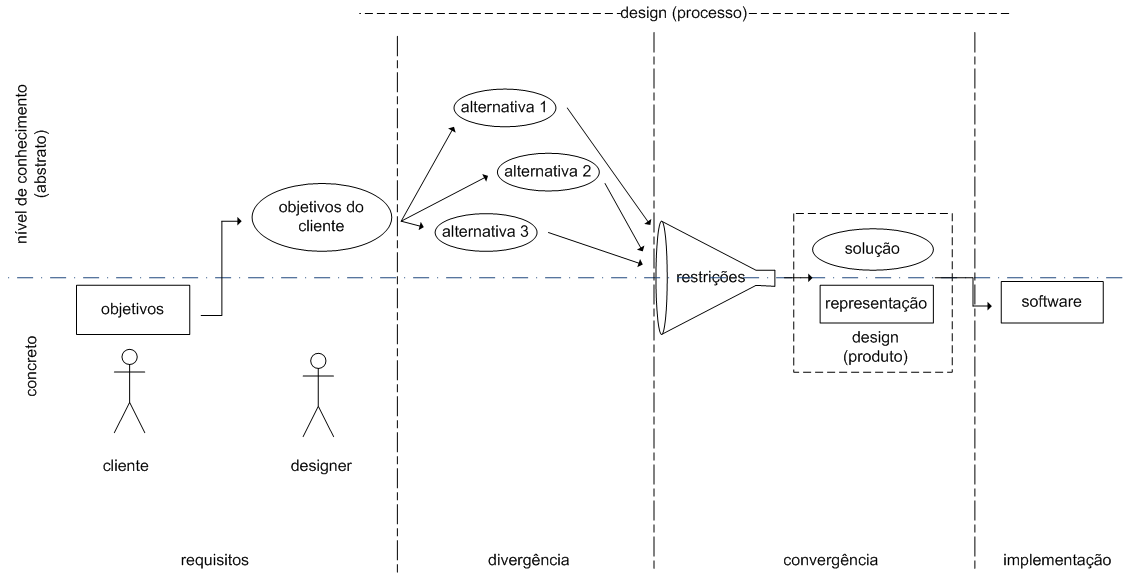 design (processo)
nível de conhecimento
(abstrato)
alternativa 1
alternativa 2
alternativa 3
objetivos do
cliente
restrições
solução
objetivos
representação
software
design
(produto)
concreto
cliente
designer
requisitos
divergência
convergência
implementação